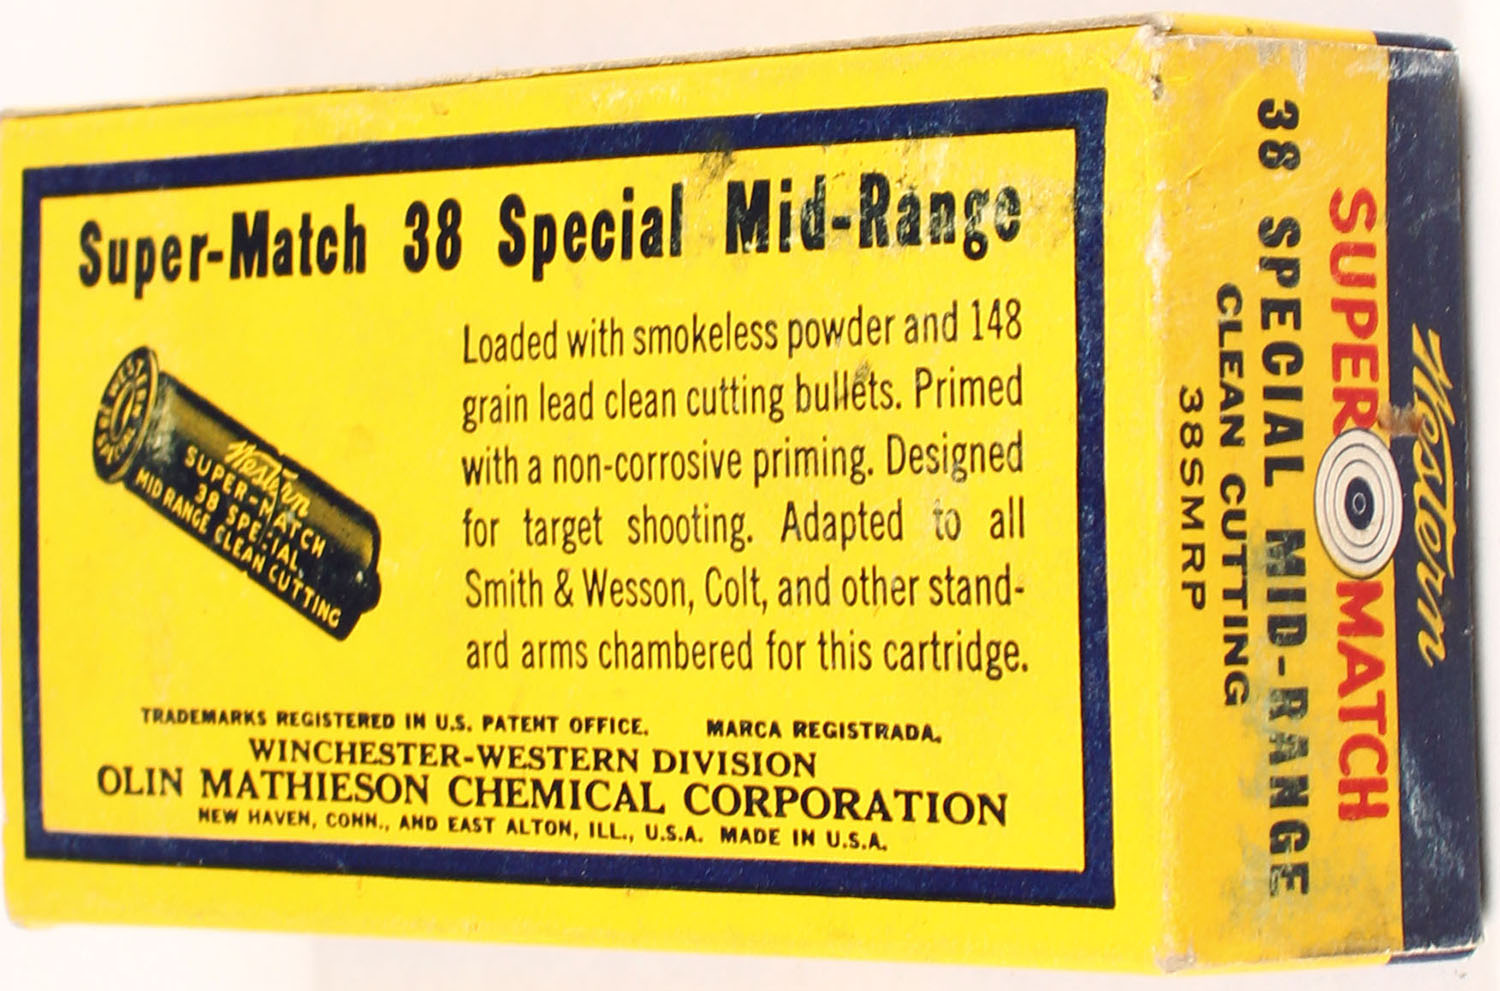 Super-Match 38 Special Mid-Range
Loaded with smokeless powder and 148
grain lead clean cutting bullets. Primed
with a non-corrosive priming. Designed
for target shooting. Adapted to all
Smith & Wesson, Colt, and other stand-
ard arms chambered for this cartridge.
WESTERN
Western
SUPER-MATCH
38 SPECIAL
MID RANGE CLEAN CUTTING
TRADEMARKS REGISTERED IN U.S. PATENT OFFICE. MARCA REGISTRADA.
WINCHESTER-WESTERN DIVISION
OLIN MATHIESON CHEMICAL CORPORATION
NEW HAVEN, CONN., AND EAST ALTON, ILL., U.S.A. MADE IN U.S.A.
Western
SUPER MATCH
38 SPECIAL MID-RANGE
CLEAN CUTTING
38SMRP